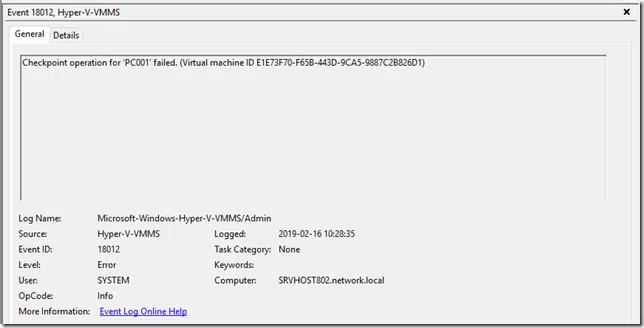 Event 18012, Hyper-V-VMMS
General Details
Checkpoint operation for 'PC001' failed. (Virtual machine ID E1E73F70-F65B-443D-9CA5-9887C2B826D1)
Log Name: Microsoft-Windows-Hyper-V-VMMS/Admin
Source: Hyper-V-VMMS Logged: 2019-02-16 10:28:35
Event ID: 18012 Task Category: None
Level: Error Keywords:
User: SYSTEM Computer: SRVHOST802.network.local
OpCode: Info
More Information: Event Log Online Help